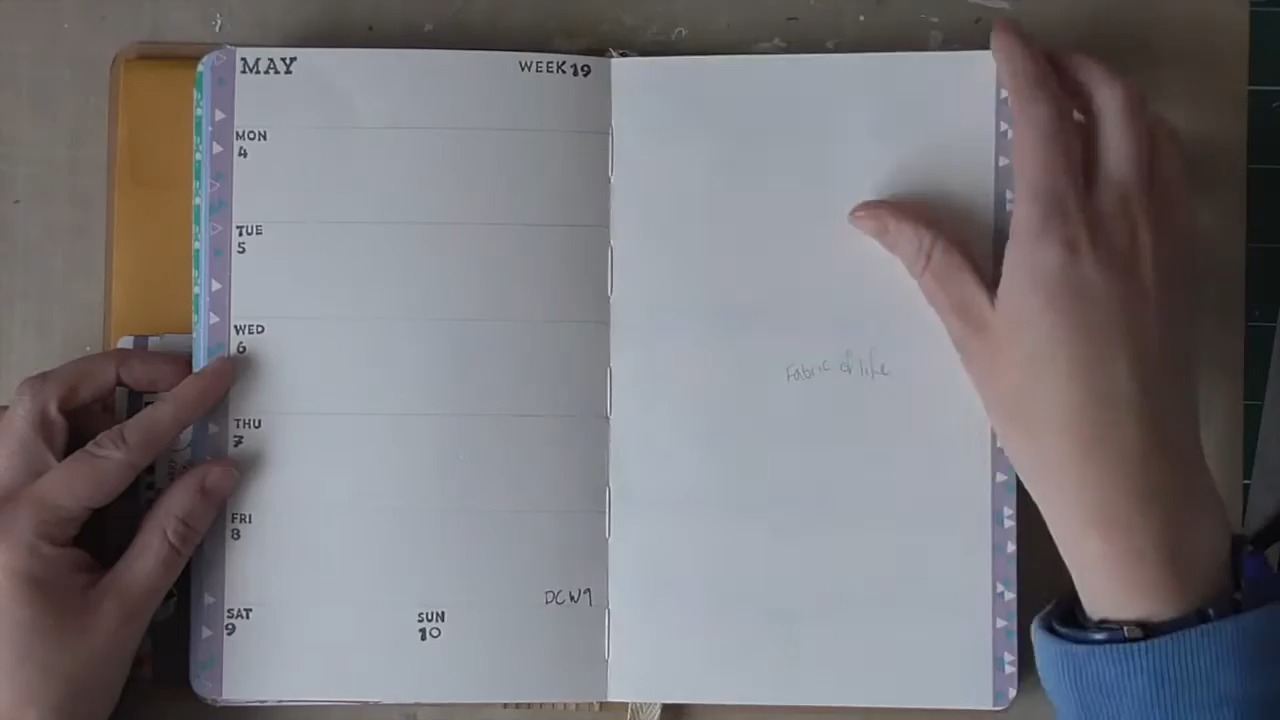 MAY
WEEK 19
MON
4
TUE
5
WED
6
THU
7
FRI
8
DCW9
SAT
9
SUN
10
Fabric of life